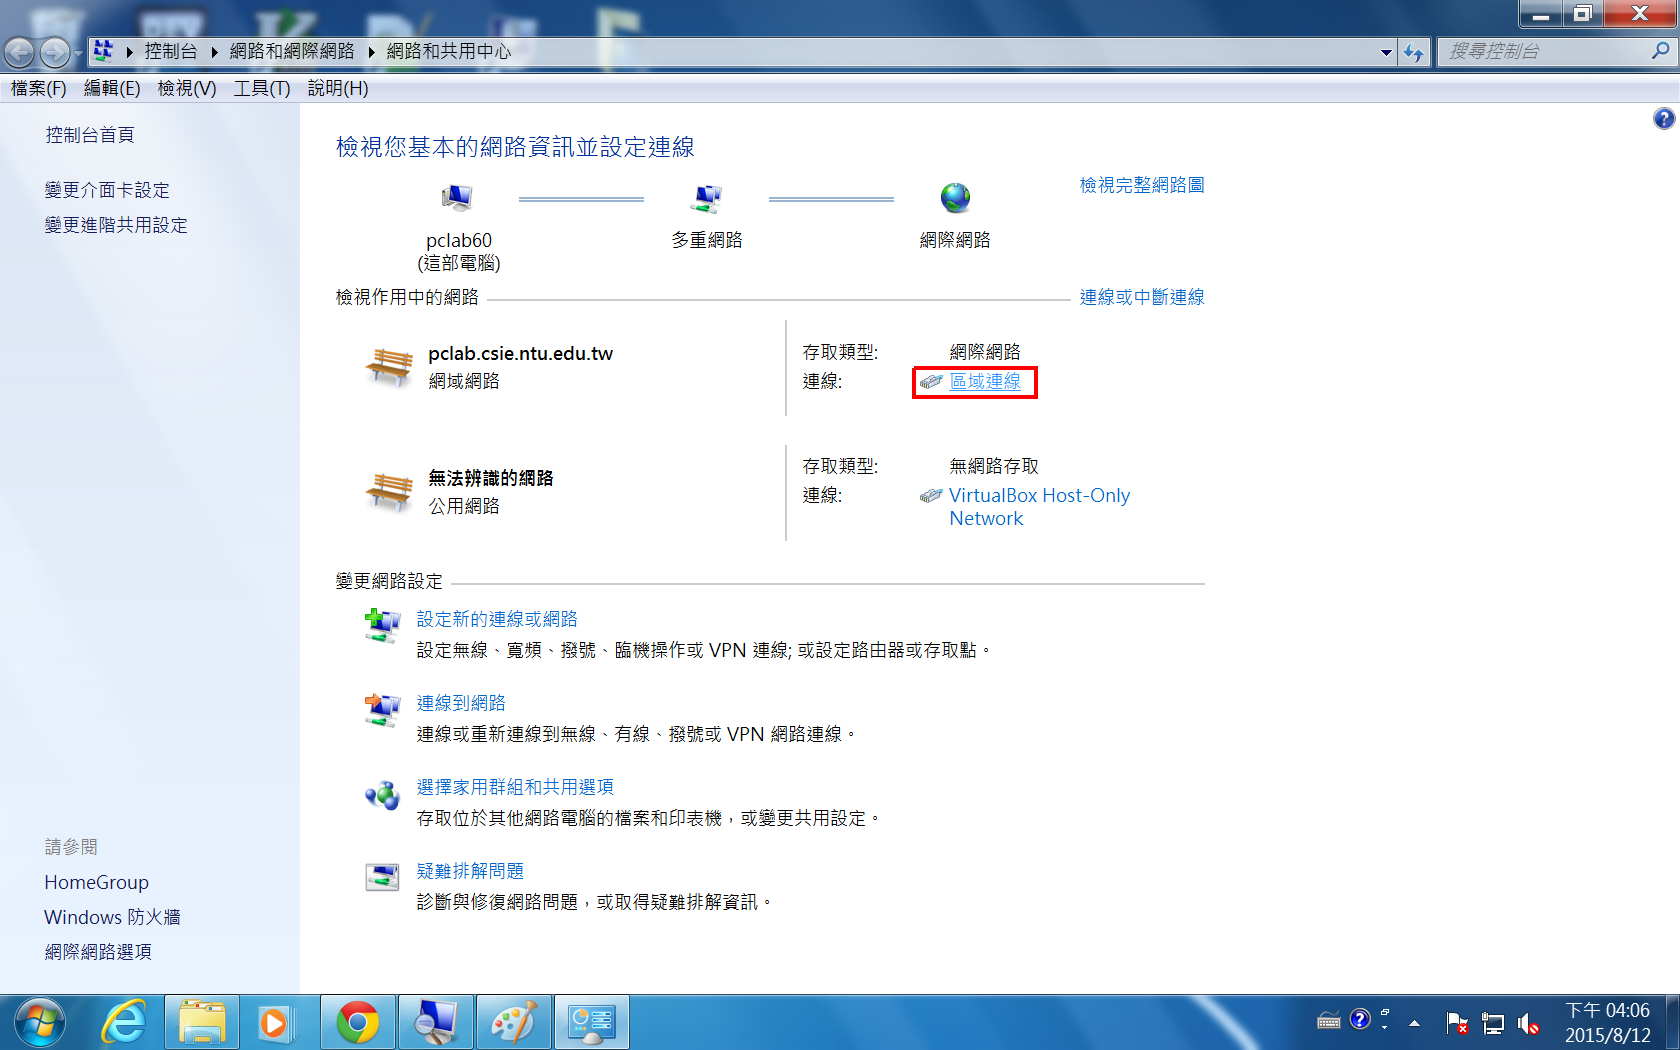 控制台 ▸ 網路和網際網路 ▸ 網路和共用中心
搜尋控制台
檔案(F) 編輯(E) 檢視(V) 工具(T) 說明(H)
控制台首頁
變更介面卡設定
變更進階共用設定
檢視您基本的網路資訊並設定連線
檢視完整網路圖
pclab60
(這部電腦)
多重網路
網際網路
檢視作用中的網路
連線或中斷連線
pclab.csie.ntu.edu.tw
網域網路
存取類型: 網際網路
連線: 區域連線
無法辨識的網路
公用網路
存取類型: 無網路存取
連線: VirtualBox Host-Only
Network
變更網路設定
設定新的連線或網路
設定無線、寬頻、撥號、臨機操作或 VPN 連線; 或設定路由器或存取點。
連線到網路
連線或重新連線到無線、有線、撥號或 VPN 網路連線。
選擇家用群組和共用選項
存取位於其他網路電腦的檔案和印表機，或變更共用設定。
疑難排解問題
診斷與修復網路問題，或取得疑難排解資訊。
請參閱
HomeGroup
Windows 防火牆
網際網路選項
下午 04:06
2015/8/12